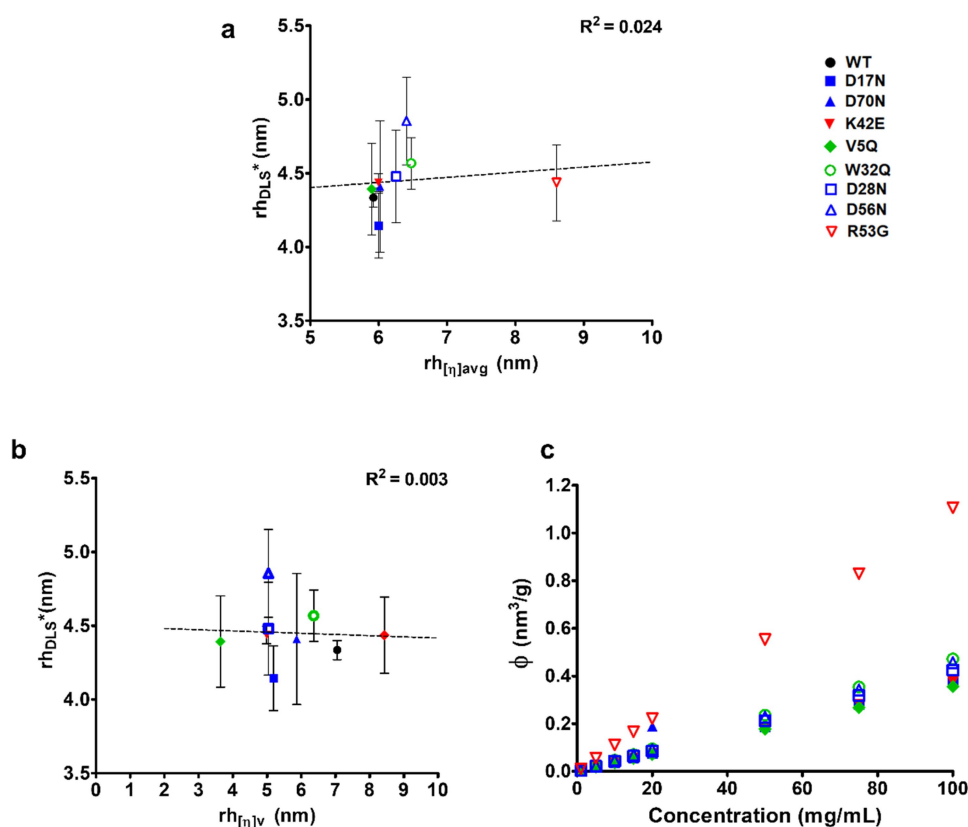 a
R² = 0.024
5.5
5.0
4.5
4.0
3.5
rhDLS* (nm)
5 6 7 8 9 10
rh[η]avg (nm)
WT
D17N
D70N
K42E
V5Q
W32Q
D28N
D56N
R53G
b
R² = 0.003
5.5
5.0
4.5
4.0
3.5
rhDLS*(nm)
0 1 2 3 4 5 6 7 8 9 10
rh[η]v (nm)
c
1.2
1.0
0.8
0.6
0.4
0.2
0.0
ϕ (nm³/g)
20 40 60 80 100
Concentration (mg/mL)